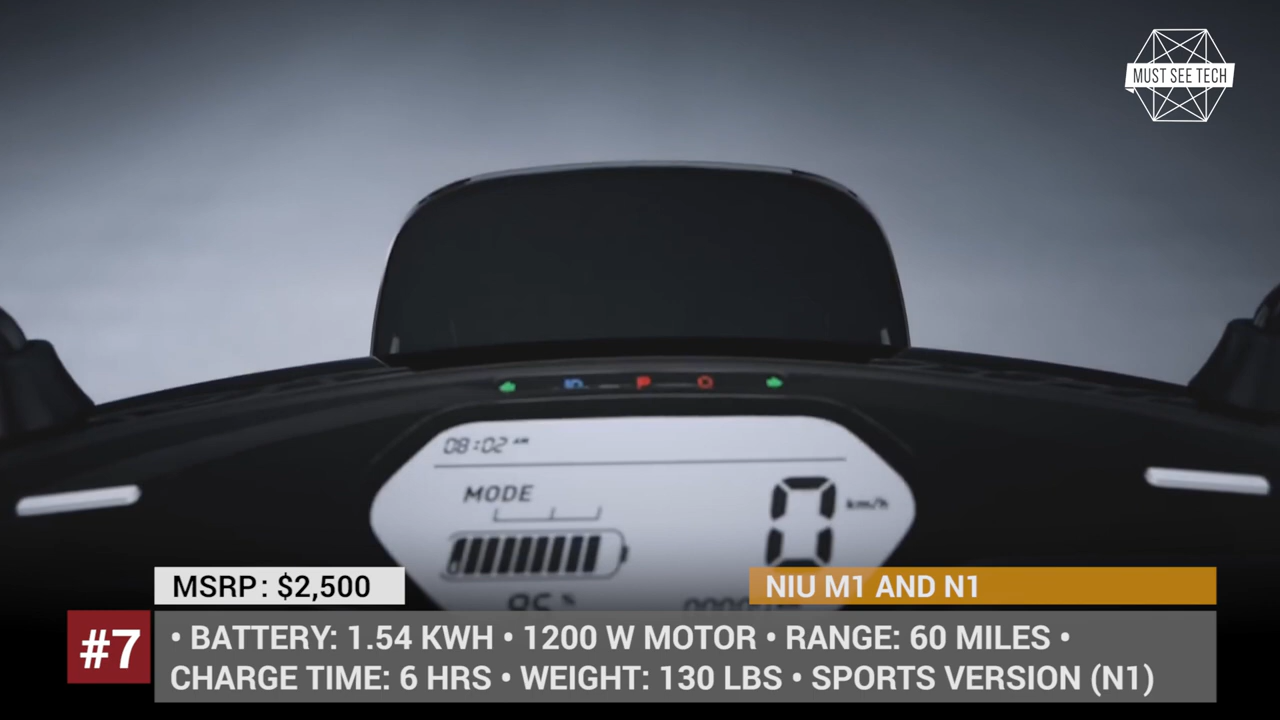 MUST SEE TECH
08:02 AM
MODE
0 km/h
MSRP: $2,500
NIU M1 AND N1
#7
• BATTERY: 1.54 KWH • 1200 W MOTOR • RANGE: 60 MILES •
CHARGE TIME: 6 HRS • WEIGHT: 130 LBS • SPORTS VERSION (N1)